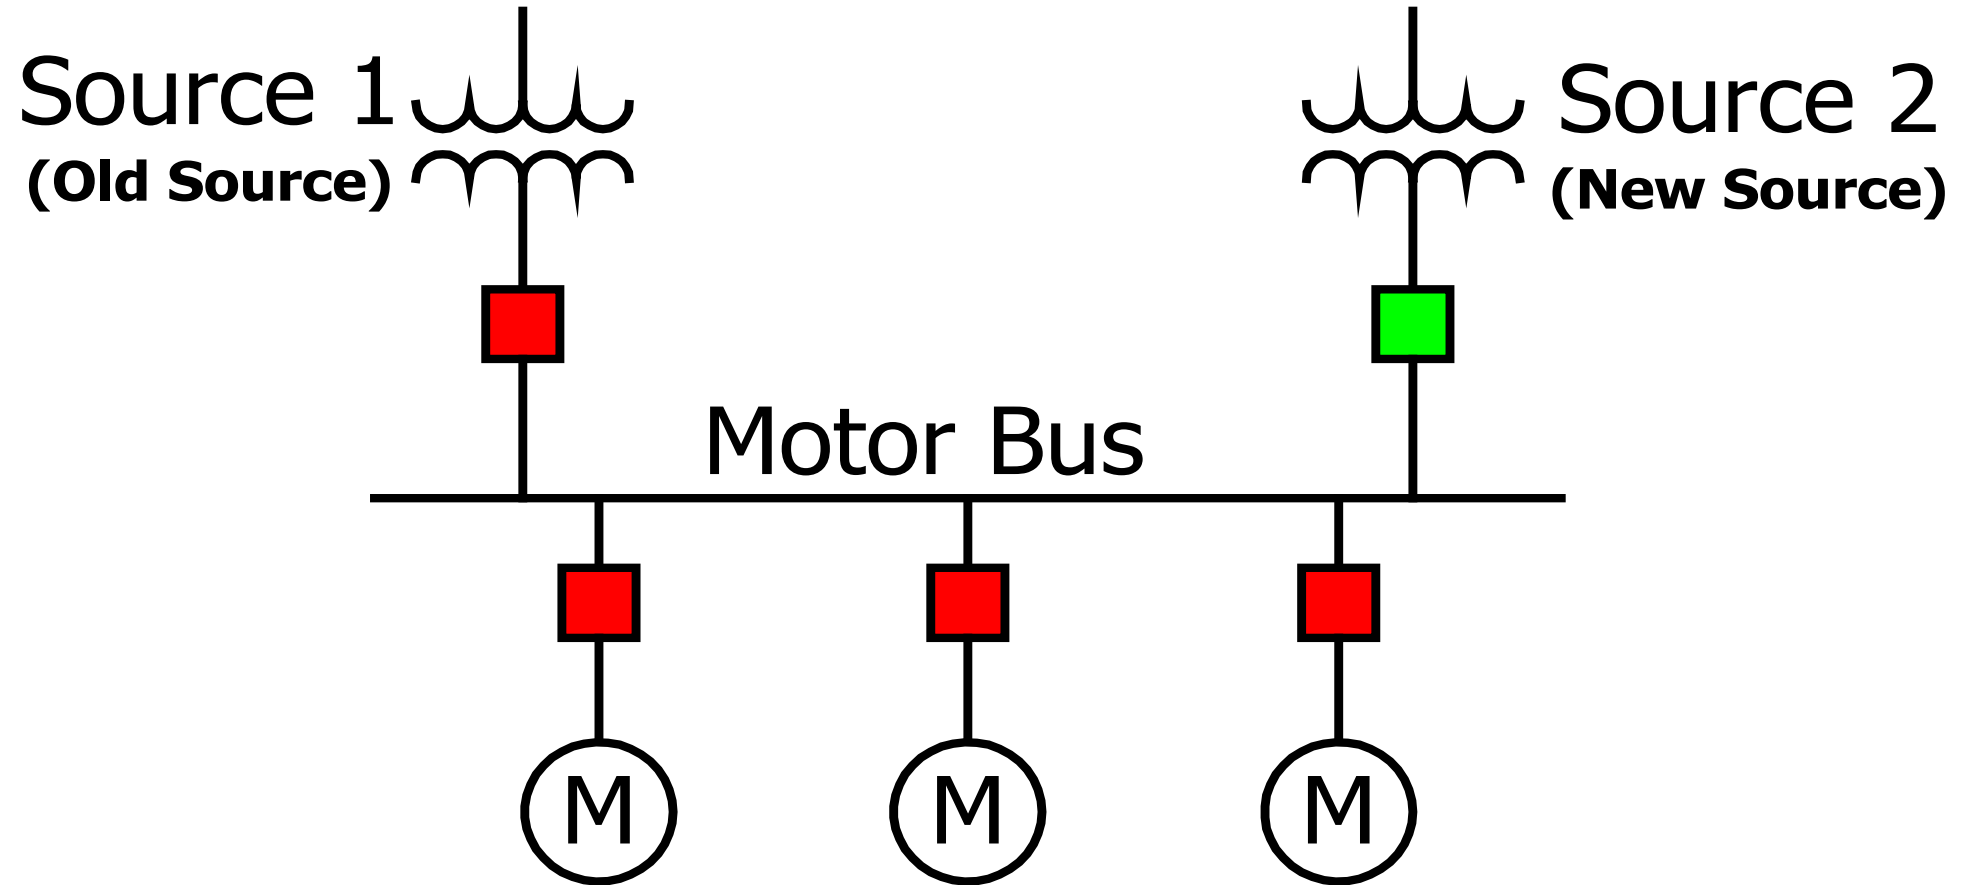 Source 1
(Old Source)
Source 2
(New Source)
Motor Bus
M
M
M